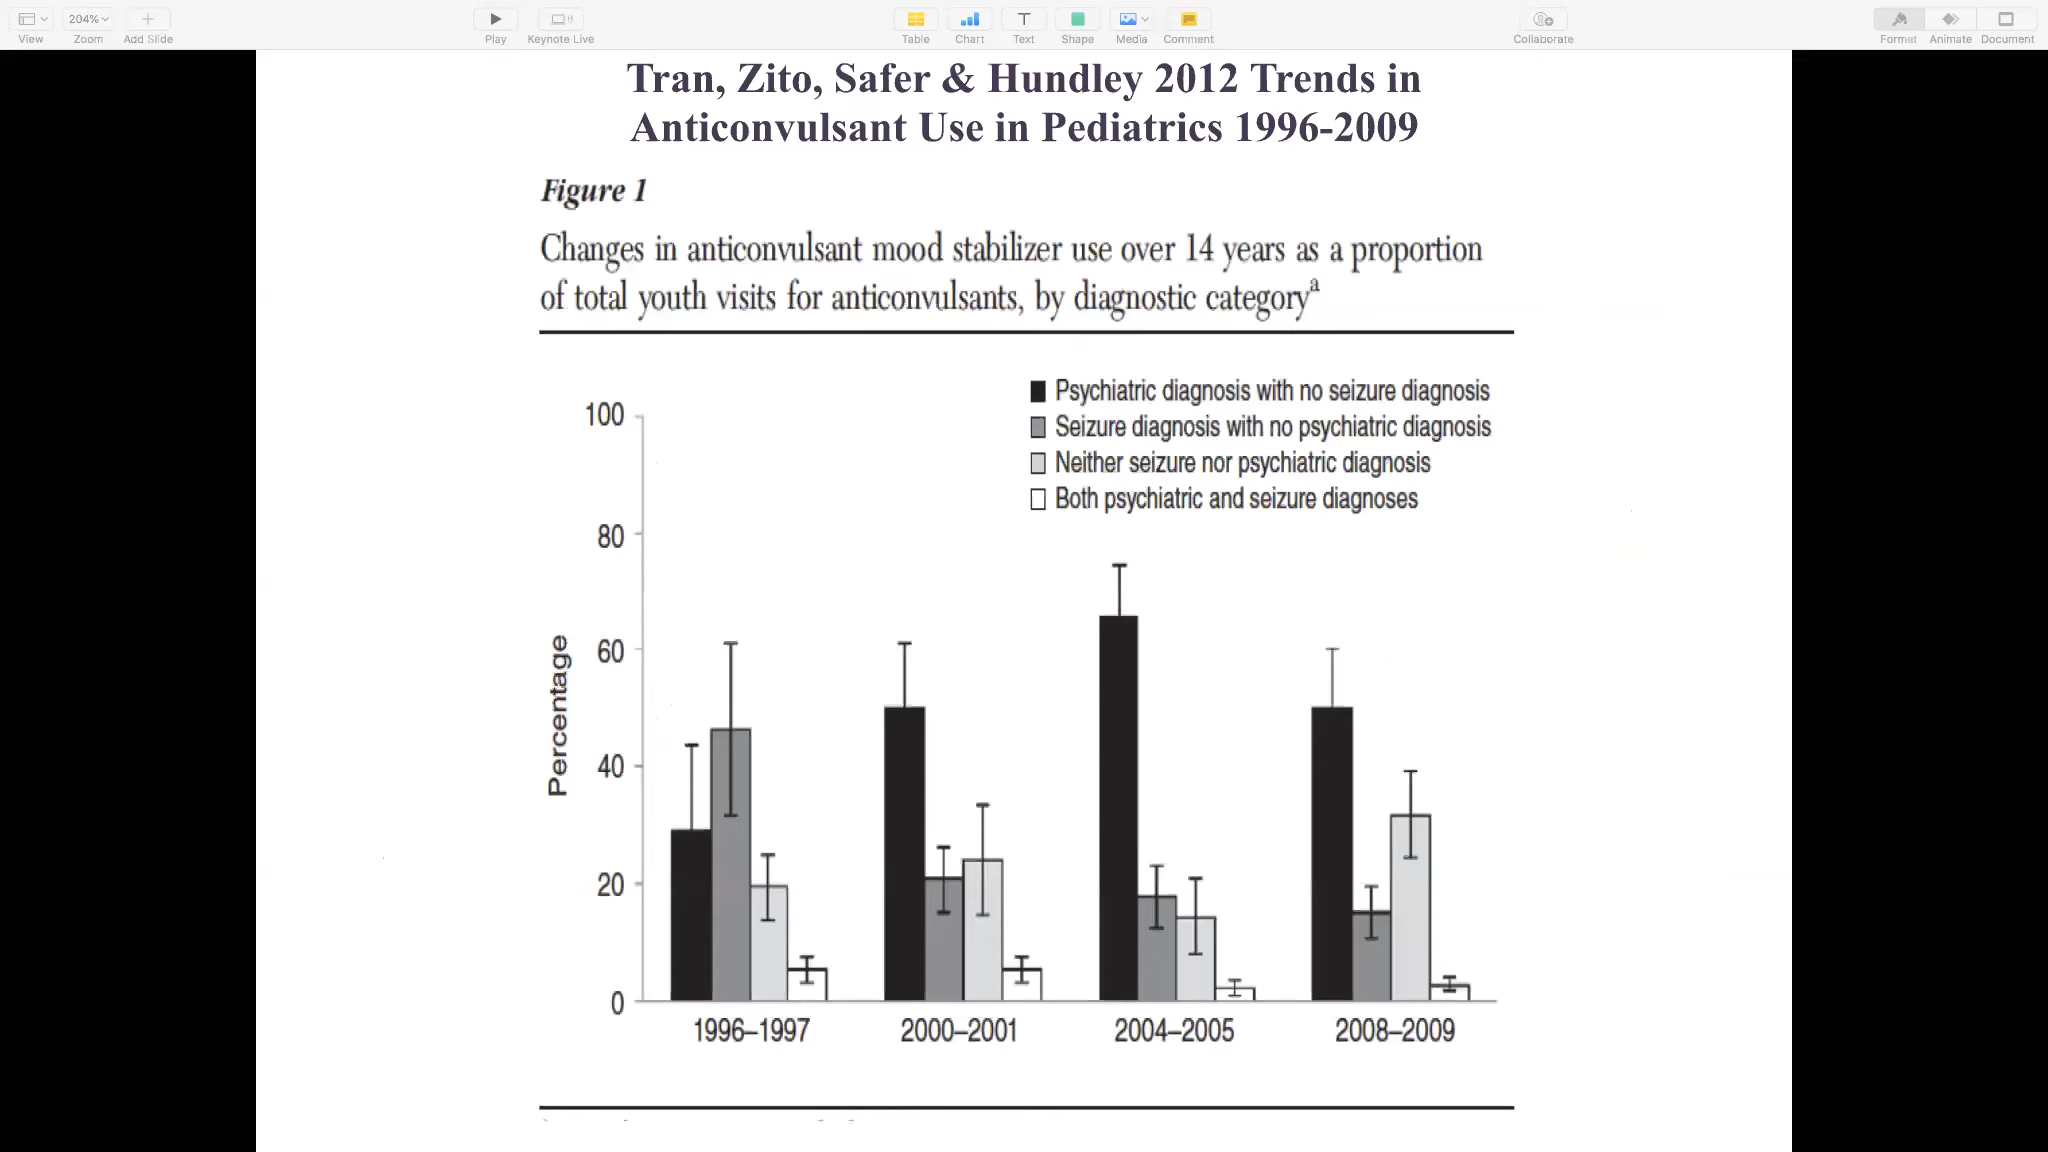 View
204%
Zoom
Add Slide
Play
Keynote Live
Table
Chart
Text
Shape
Media
Comment
Collaborate
Format
Animate
Document
Tran, Zito, Safer & Hundley 2012 Trends in
Anticonvulsant Use in Pediatrics 1996-2009
Figure 1
Changes in anticonvulsant mood stabilizer use over 14 years as a proportion
of total youth visits for anticonvulsants, by diagnostic categoryᵃ
Psychiatric diagnosis with no seizure diagnosis
Seizure diagnosis with no psychiatric diagnosis
Neither seizure nor psychiatric diagnosis
Both psychiatric and seizure diagnoses
Percentage
100
80
60
40
20
0
1996–1997
2000–2001
2004–2005
2008–2009